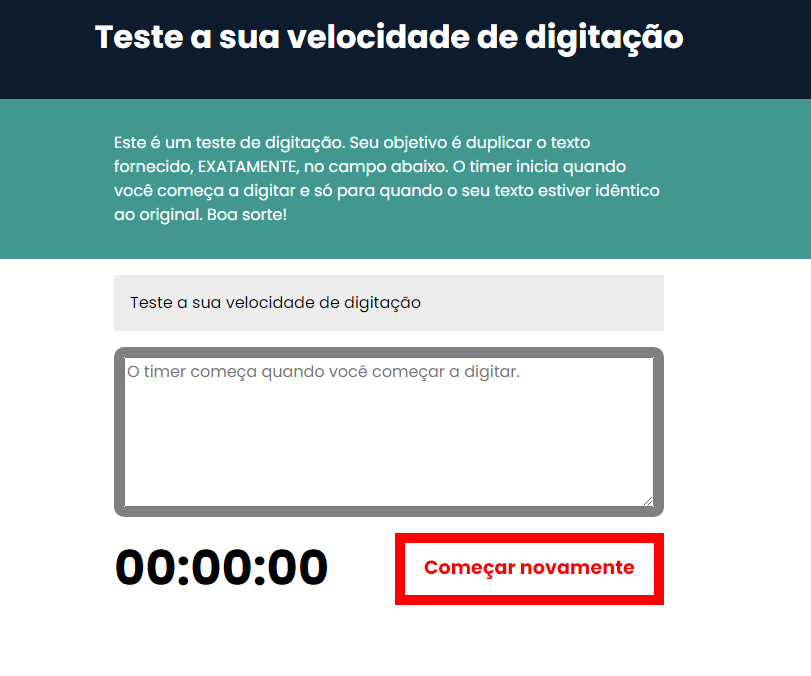 Teste a sua velocidade de digitação
Este é um teste de digitação. Seu objetivo é duplicar o texto
fornecido, EXATAMENTE, no campo abaixo. O timer inicia quando
você começa a digitar e só para quando o seu texto estiver idêntico
ao original. Boa sorte!
Teste a sua velocidade de digitação
O timer começa quando você começar a digitar.
00:00:00
Começar novamente